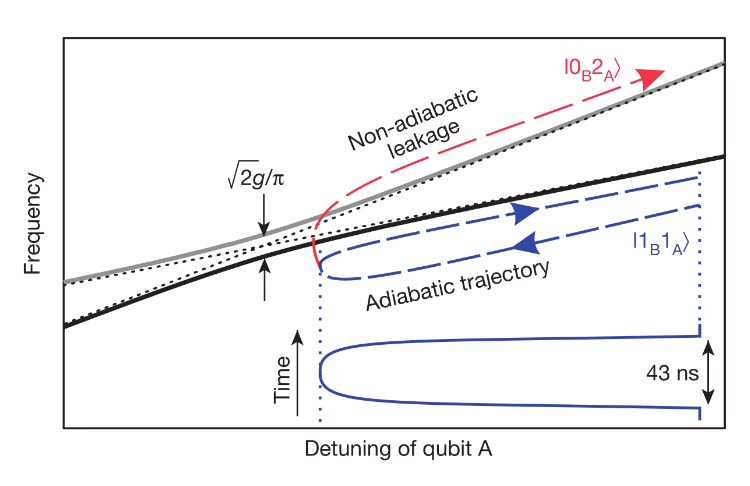 |0B2A⟩
Non-adiabatic
leakage
√2g/π
Frequency
|1B1A⟩
Adiabatic trajectory
Time
43 ns
Detuning of qubit A